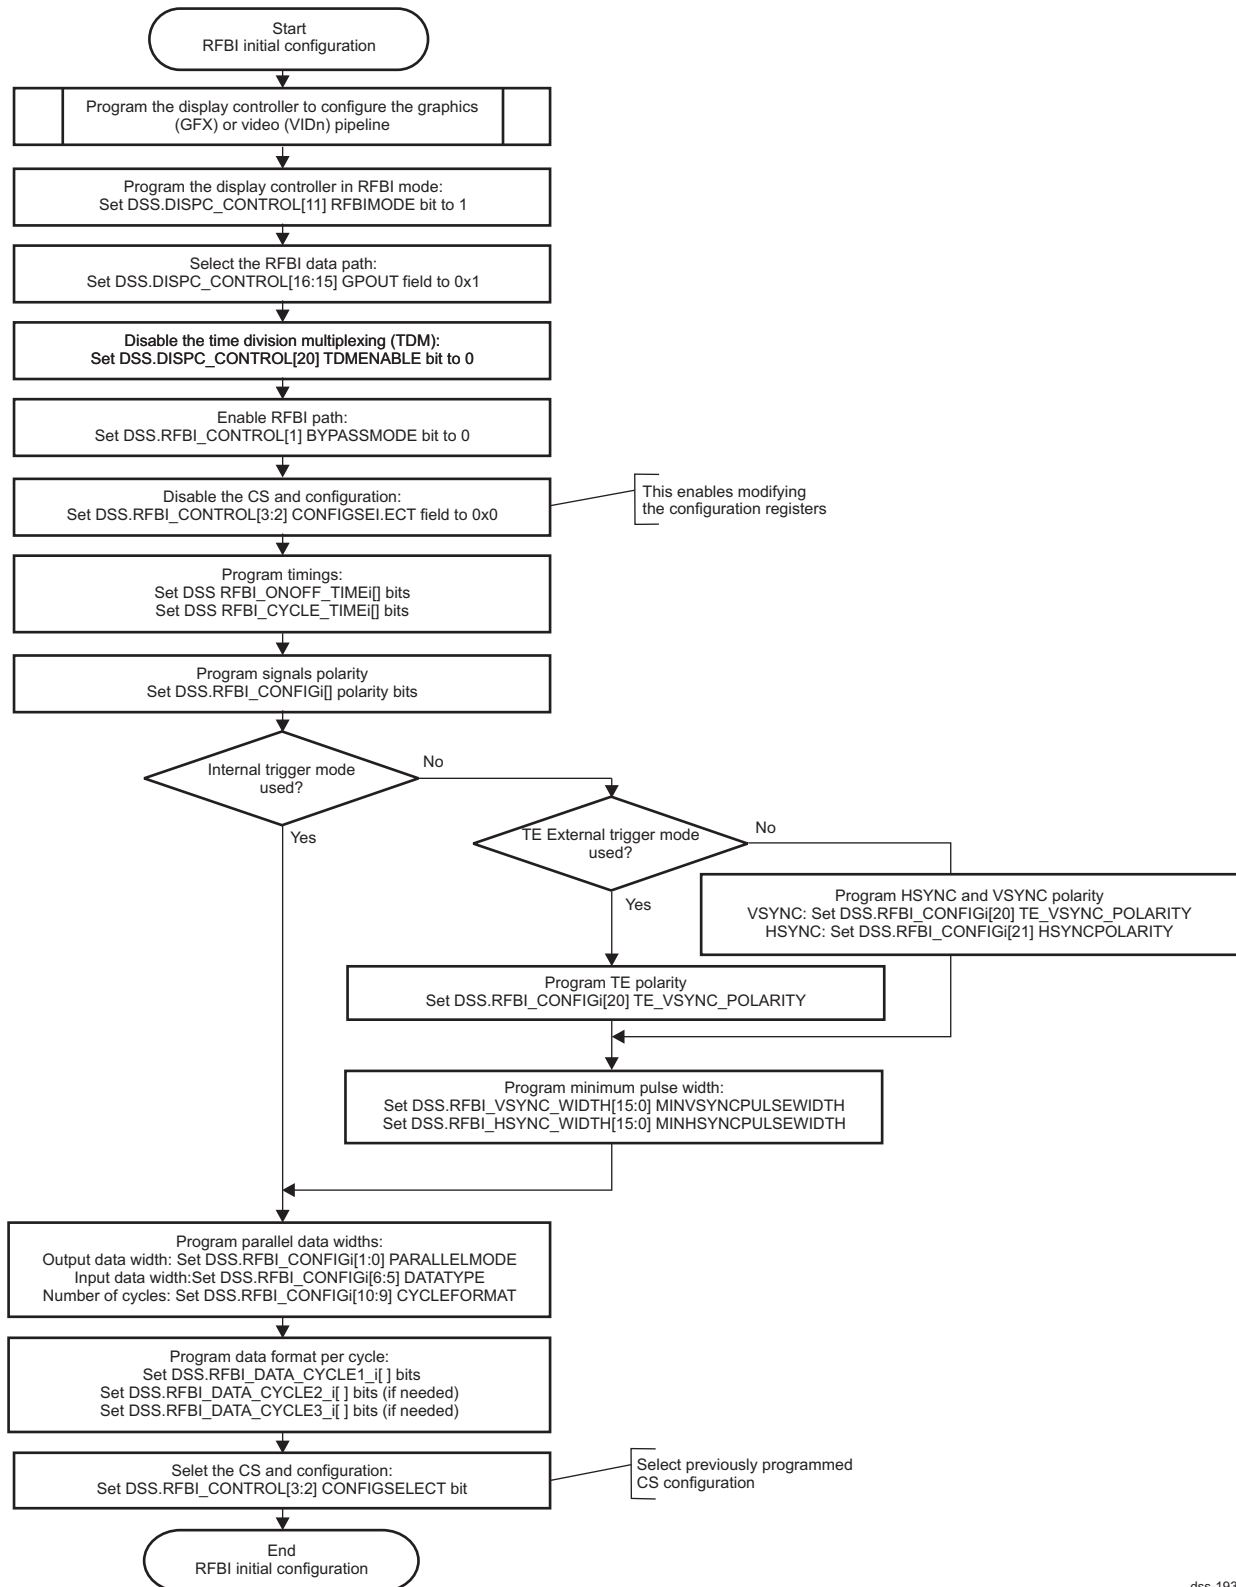 Start
RFBI initial configuration
Program the display controller to configure the graphics
(GFX) or video (VIDn) pipeline
Program the display controller in RFBI mode:
Set DSS.DISPC_CONTROL[11] RFBIMODE bit to 1
Select the RFBI data path:
Set DSS.DISPC_CONTROL[16:15] GPOUT field to 0x1
Disable the time division multiplexing (TDM):
Set DSS.DISPC_CONTROL[20] TDMENABLE bit to 0
Enable RFBI path:
Set DSS.RFBI_CONTROL[1] BYPASSMODE bit to 0
Disable the CS and configuration:
Set DSS.RFBI_CONTROL[3:2] CONFIGSEI.ECT field to 0x0
This enables modifying
the configuration registers
Program timings:
Set DSS RFBI_ONOFF_TIMEi[] bits
Set DSS RFBI_CYCLE_TIMEi[] bits
Program signals polarity
Set DSS.RFBI_CONFIGi[] polarity bits
Internal trigger mode
used?
No
Yes
TE External trigger mode
used?
No
Yes
Program HSYNC and VSYNC polarity
VSYNC: Set DSS.RFBI_CONFIGi[20] TE_VSYNC_POLARITY
HSYNC: Set DSS.RFBI_CONFIGi[21] HSYNCPOLARITY
Program TE polarity
Set DSS.RFBI_CONFIGi[20] TE_VSYNC_POLARITY
Program minimum pulse width:
Set DSS.RFBI_VSYNC_WIDTH[15:0] MINVSYNCPULSEWIDTH
Set DSS.RFBI_HSYNC_WIDTH[15:0] MINHSYNCPULSEWIDTH
Program parallel data widths:
Output data width: Set DSS.RFBI_CONFIGi[1:0] PARALLELMODE
Input data width:Set DSS.RFBI_CONFIGi[6:5] DATATYPE
Number of cycles: Set DSS.RFBI_CONFIGi[10:9] CYCLEFORMAT
Program data format per cycle:
Set DSS.RFBI_DATA_CYCLE1_i[ ] bits
Set DSS.RFBI_DATA_CYCLE2_i[ ] bits (if needed)
Set DSS.RFBI_DATA_CYCLE3_i[ ] bits (if needed)
Selet the CS and configuration:
Set DSS.RFBI_CONTROL[3:2] CONFIGSELECT bit
Select previously programmed
CS configuration
End
RFBI initial configuration
dss-193